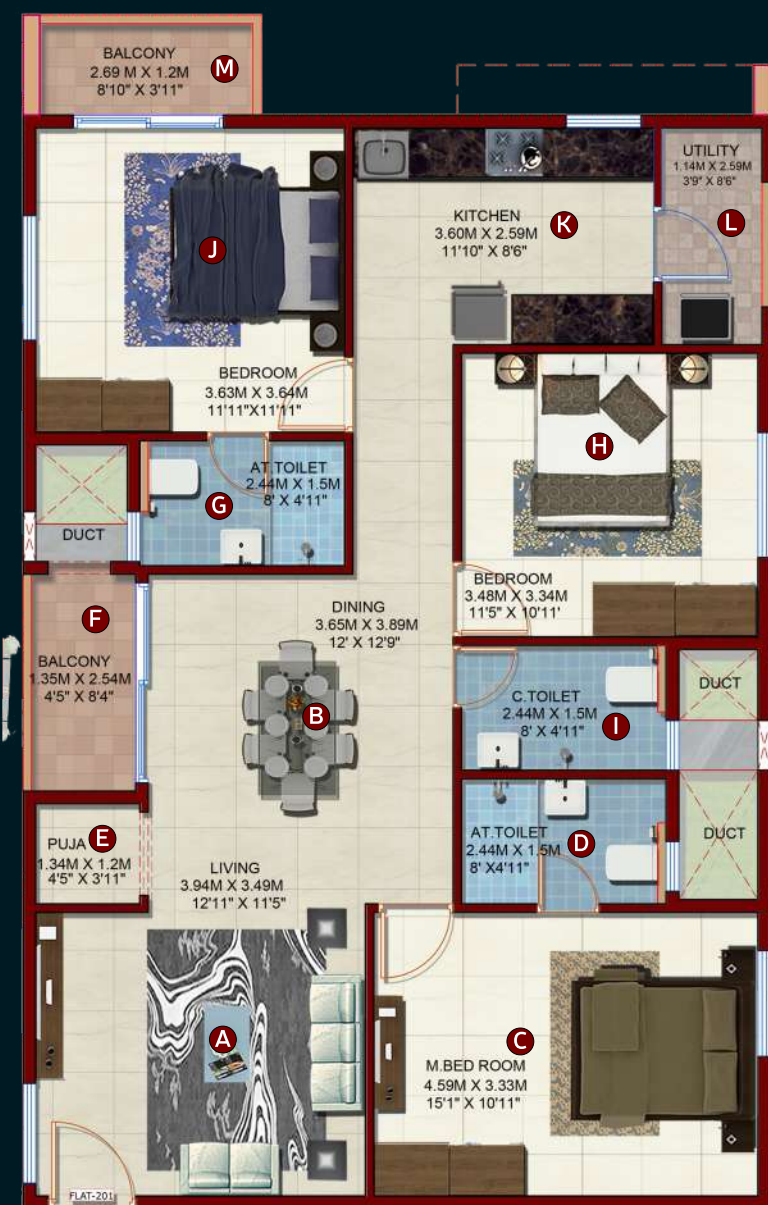 BALCONY
2.69 M X 1.2M
8'10" X 3'11"
M
UTILITY
1.14M X 2.59M
3'9" X 8'6"
L
KITCHEN
3.60M X 2.59M
11'10" X 8'6"
K
J
BEDROOM
3.63M X 3.64M
11'11"X11'11"
H
AT.TOILET
2.44M X 1.5M
8' X 4'11"
G
DUCT
BEDROOM
3.48M X 3.34M
11'5" X 10'11'
F
BALCONY
1.35M X 2.54M
4'5" X 8'4"
DINING
3.65M X 3.89M
12' X 12'9"
B
C.TOILET
2.44M X 1.5M
8' X 4'11"
I
DUCT
PUJA
E
1.34M X 1.2M
4'5" X 3'11"
AT.TOILET
D
2.44M X 1.5M
8' X4'11"
DUCT
LIVING
3.94M X 3.49M
12'11" X 11'5"
A
C
M.BED ROOM
4.59M X 3.33M
15'1" X 10'11"
FLAT-201